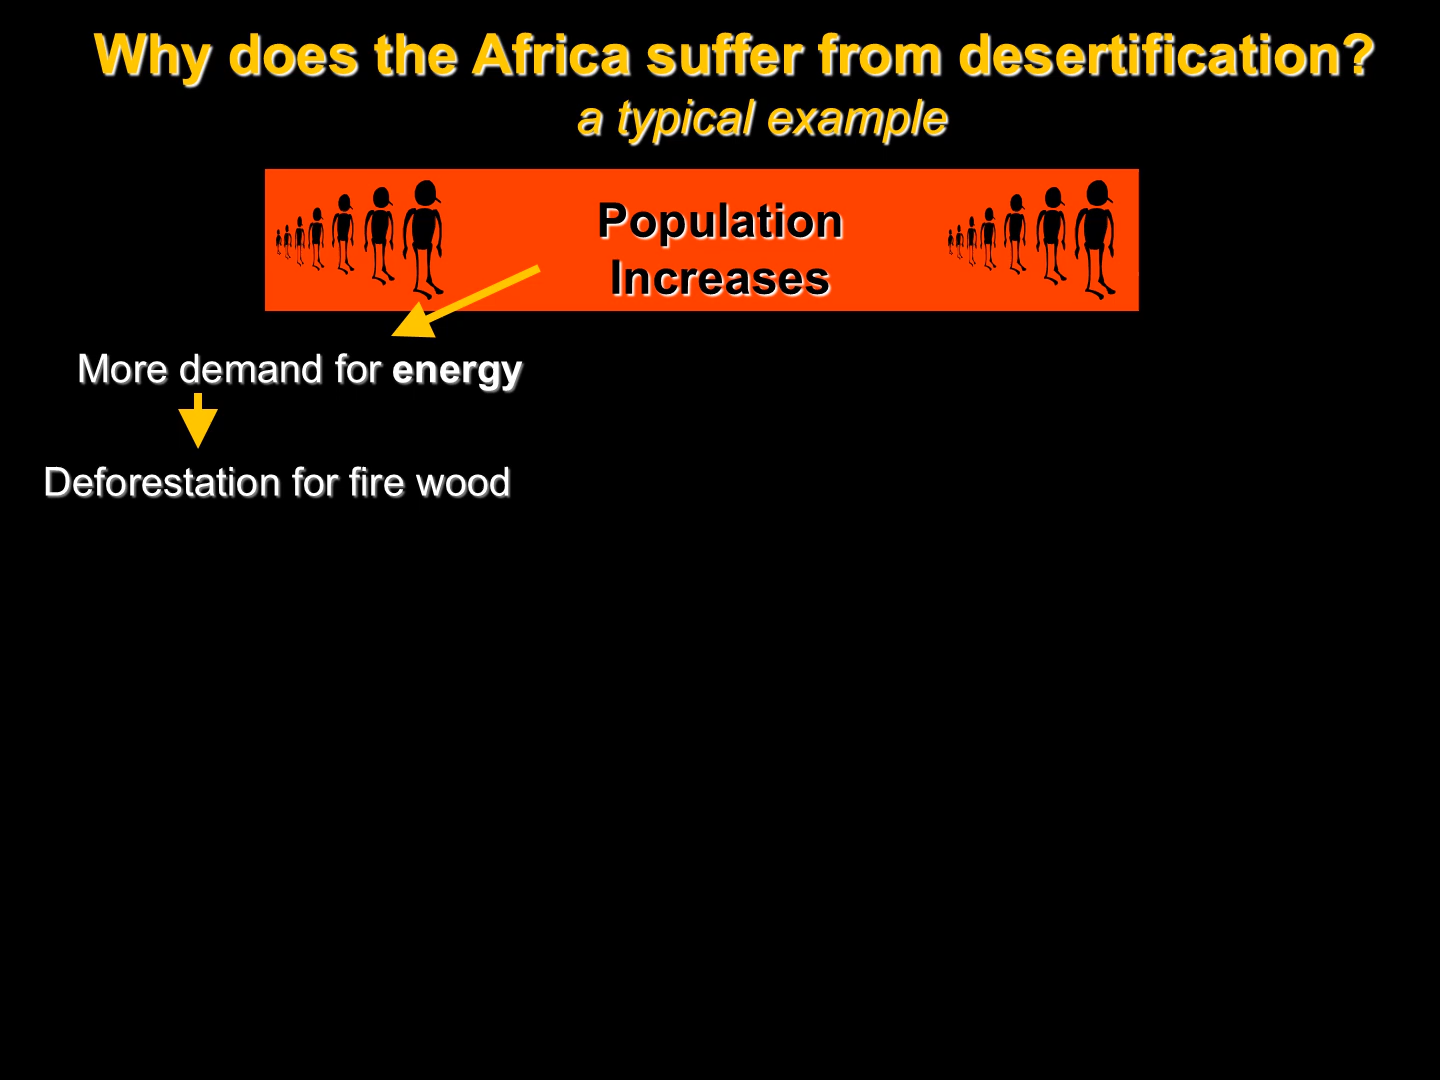 Why does the Africa suffer from desertification?
a typical example
Population
Increases
More demand for energy
Deforestation for fire wood